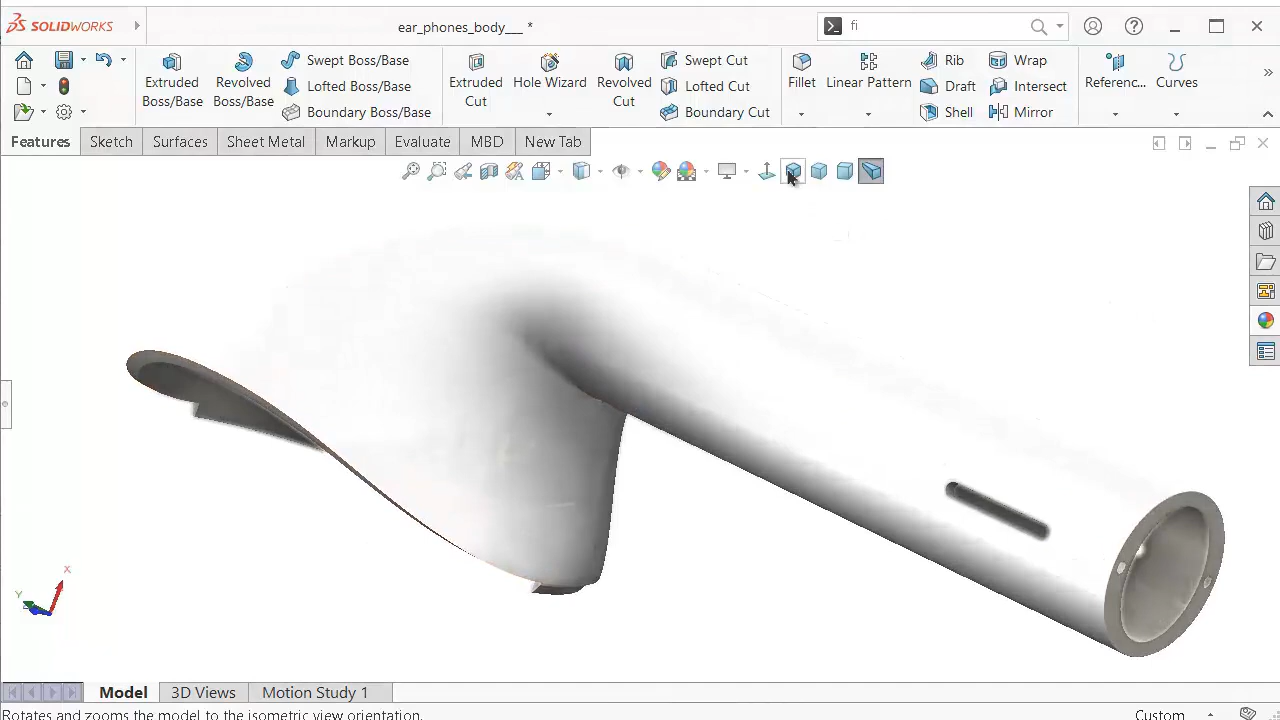 SOLIDWORKS
ear_phones_body___ *
fi
Extruded Boss/Base
Revolved Boss/Base
Swept Boss/Base
Lofted Boss/Base
Boundary Boss/Base
Extruded Cut
Hole Wizard
Revolved Cut
Swept Cut
Lofted Cut
Boundary Cut
Fillet
Linear Pattern
Rib
Draft
Shell
Wrap
Intersect
Mirror
Referenc...
Curves
Features
Sketch
Surfaces
Sheet Metal
Markup
Evaluate
MBD
New Tab
X
Y
Model
3D Views
Motion Study 1
Rotates and zooms the model to the isometric view orientation.
Custom